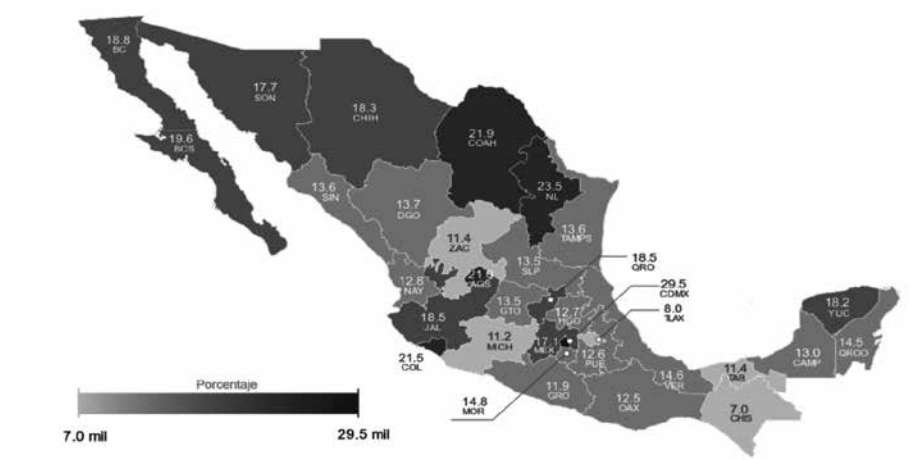 18.8
BC
17.7
SON
18.3
CHIH
21.9
COAH
19.6
BCS
23.5
NL
13.6
SIN
13.7
DGO
13.6
TAMPS
11.4
ZAC
13.5
SLP
18.5
QRO
12.8
NAY
AGS
29.5
CDMX
13.5
GTO
12.7
HGO
8.0
TLAX
18.2
YUC
18.5
JAL
11.2
MICH
17.1
MEX
12.6
PUE
14.5
QROO
13.0
CAMP
21.5
COL
14.6
VER
11.4
TAB
14.8
MOR
11.9
GRO
12.5
OAX
7.0
CHIS
Porcentaje
7.0 mil
29.5 mil